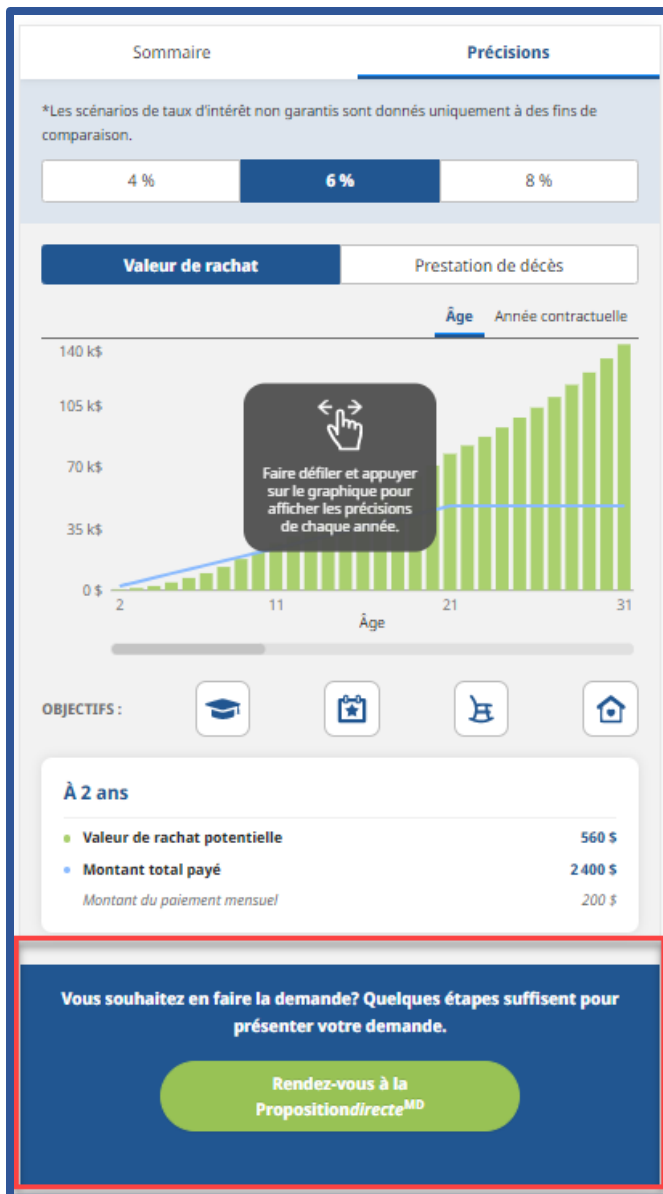 Sommaire
Précisions
*Les scénarios de taux d'intérêt non garantis sont donnés uniquement à des fins de
comparaison.
4 %
6 %
8 %
Valeur de rachat
Prestation de décès
Âge
Année contractuelle
140 k$
105 k$
70 k$
35 k$
0 $
Faire défiler et appuyer
sur le graphique pour
afficher les précisions
de chaque année.
2
11
21
31
Âge
OBJECTIFS :
À 2 ans
Valeur de rachat potentielle
560 $
Montant total payé
2 400 $
Montant du paiement mensuel
200 $
Vous souhaitez en faire la demande? Quelques étapes suffisent pour
présenter votre demande.
Rendez-vous à la
PropositiondirecteMD